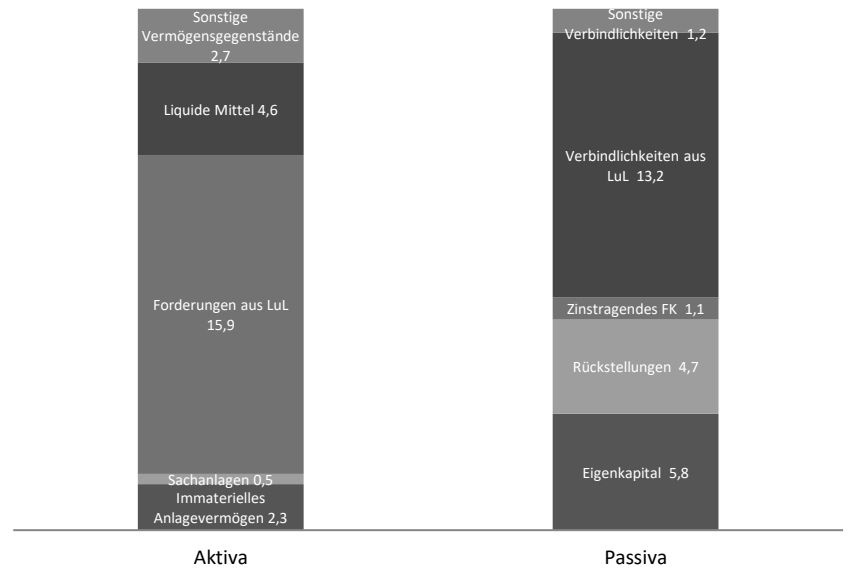 Sonstige
Vermögensgegenstände
2,7
Liquide Mittel 4,6
Forderungen aus LuL
15,9
Sachanlagen 0,5
Immaterielles
Anlagevermögen 2,3
Aktiva
Sonstige
Verbindlichkeiten 1,2
Verbindlichkeiten aus
LuL 13,2
Zinstragendes FK 1,1
Rückstellungen 4,7
Eigenkapital 5,8
Passiva